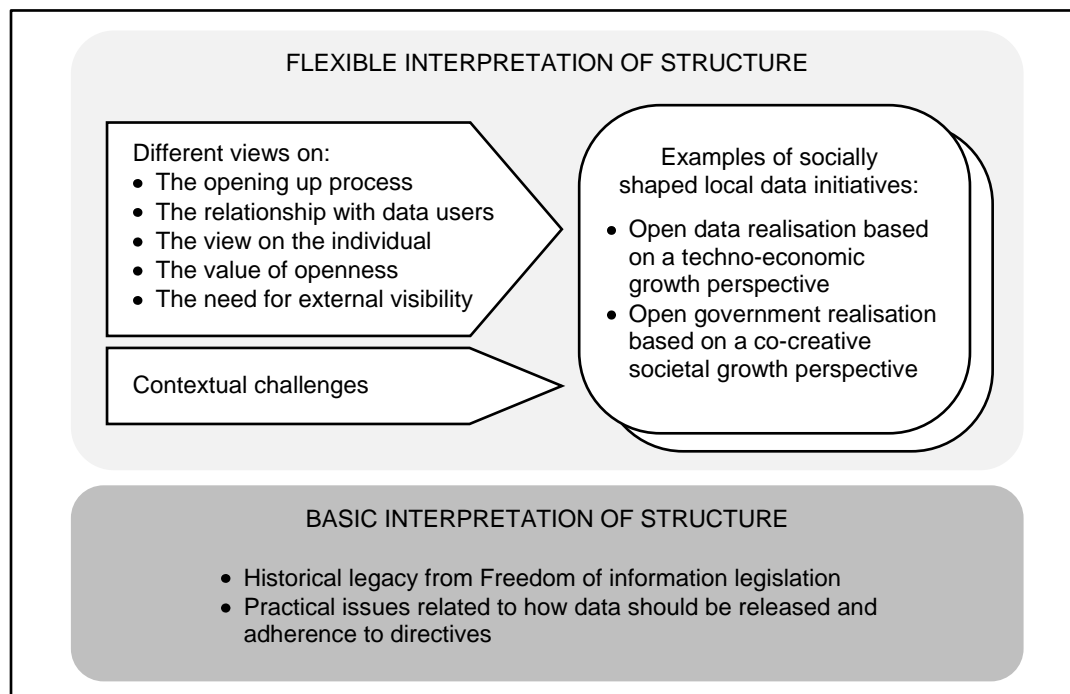 FLEXIBLE INTERPRETATION OF STRUCTURE
Different views on:
• The opening up process
• The relationship with data users
• The view on the individual
• The value of openness
• The need for external visibility
Contextual challenges
Examples of socially
shaped local data initiatives:
• Open data realisation based
on a techno-economic
growth perspective
• Open government realisation
based on a co-creative
societal growth perspective
BASIC INTERPRETATION OF STRUCTURE
• Historical legacy from Freedom of information legislation
• Practical issues related to how data should be released and
adherence to directives